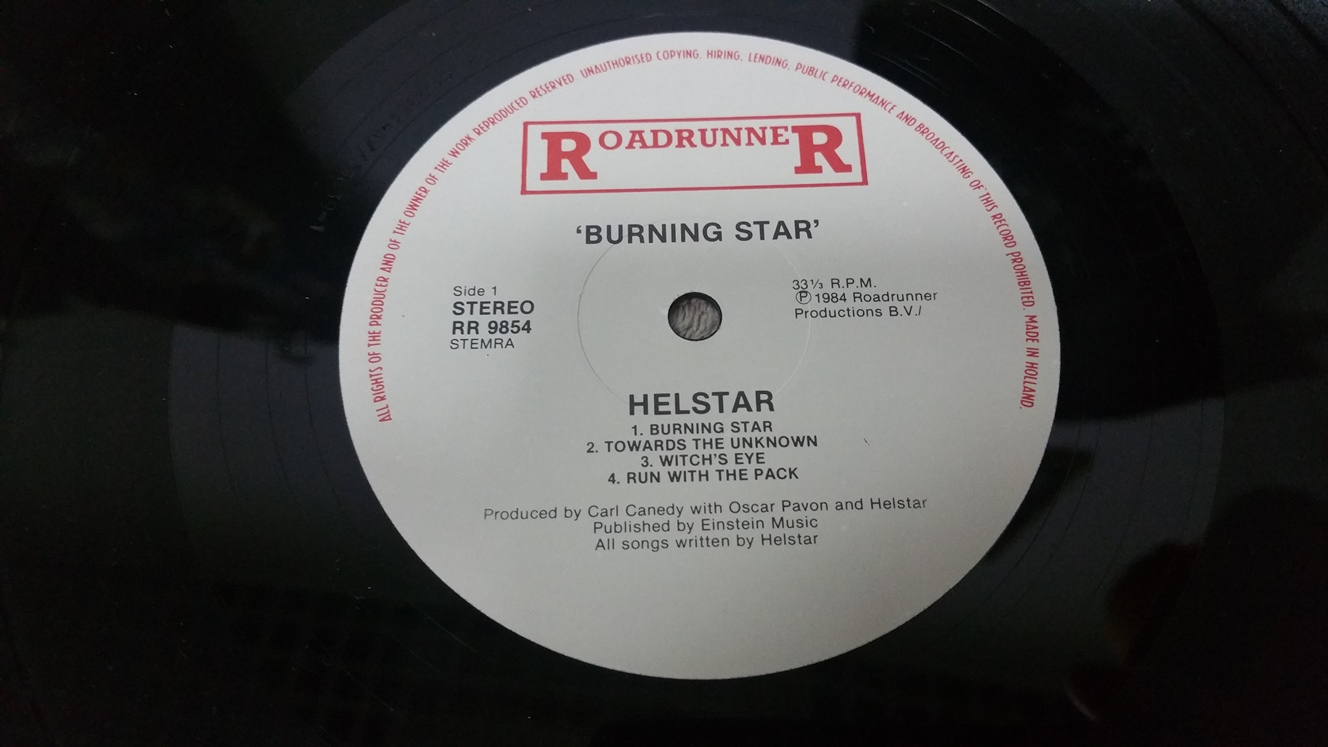 ALL RIGHTS OF THE PRODUCER AND OF THE OWNER OF THE WORK REPRODUCED RESERVED. UNAUTHORISED COPYING, HIRING, LENDING, PUBLIC PERFORMANCE AND BROADCASTING OF THIS RECORD PROHIBITED. MADE IN HOLLAND.
ROADRUNNER
‘BURNING STAR’
Side 1
STEREO
RR 9854
STEMRA
33⅓ R.P.M.
Ⓟ 1984 Roadrunner
Productions B.V./
HELSTAR
1. BURNING STAR
2. TOWARDS THE UNKNOWN
3. WITCH'S EYE
4. RUN WITH THE PACK
Produced by Carl Canedy with Oscar Pavon and Helstar
Published by Einstein Music
All songs written by Helstar